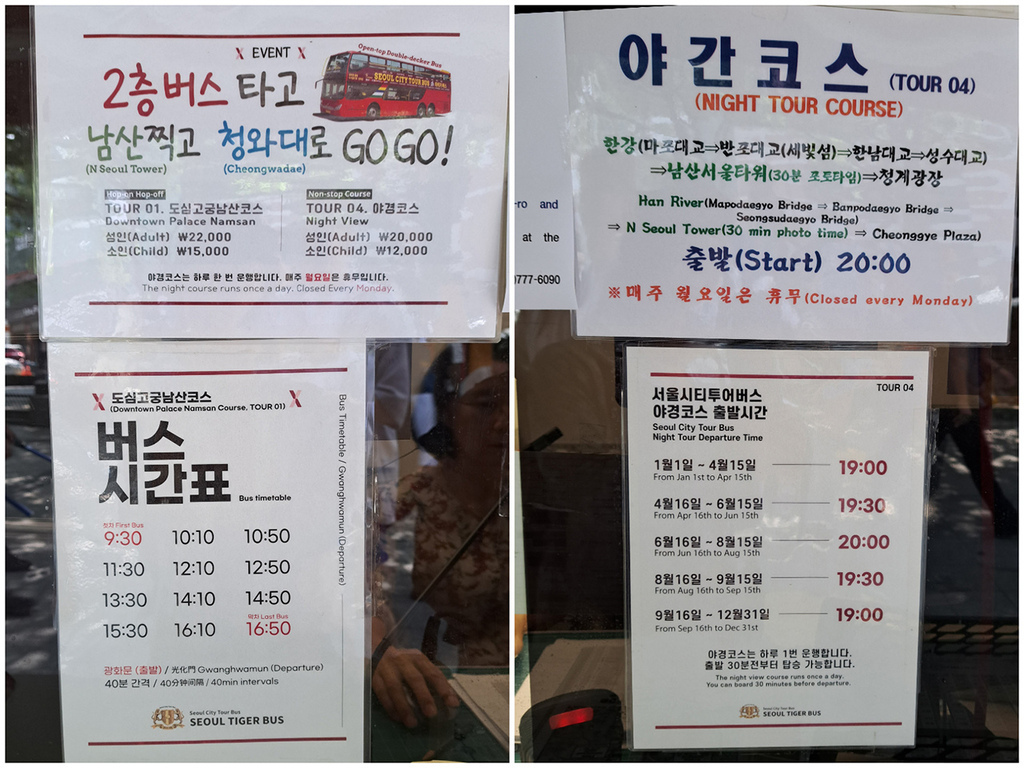 X EVENT X
Open-top Double-decker Bus
SEOUL CITY TOUR BUS
2층버스 타고
남산찍고 청와대로 GO GO!
(N Seoul Tower) (Cheongwadae)
Hop-on Hop-off
TOUR 01. 도심고궁남산코스
Downtown Palace Namsan
성인(Adult) ₩22,000
소인(Child) ₩15,000
Non-stop Course
TOUR 04. 야경코스
Night View
성인(Adult) ₩20,000
소인(Child) ₩12,000
야경코스는 하루 한 번 운행합니다. 매주 월요일은 휴무입니다.
The night course runs once a day. Closed Every Monday.
X 도심고궁남산코스 X
(Downtown Palace Namsan Course, TOUR 01)
버스
시간표 Bus timetable
Bus Timetable / Gwanghwamun (Departure)
첫차 First Bus
9:30 10:10 10:50
11:30 12:10 12:50
13:30 14:10 14:50
막차 Last Bus
15:30 16:10 16:50
광화문 (출발) / 光化門 Gwanghwamun (Departure)
40분 간격 / 40分钟间隔 / 40min intervals
Seoul City Tour Bus
SEOUL TIGER BUS
-ro and
at the
)777-6090
야간코스 (TOUR 04)
(NIGHT TOUR COURSE)
한강(마포대교⇒반포대교(세빛섬)⇒한남대교⇒성수대교)
⇒남산서울타워(30분 포토타임)⇒청계광장
Han River(Mapodaegyo Bridge ⇒ Banpodaegyo Bridge ⇒
Seongsudaegyo Bridge)
⇒ N Seoul Tower(30 min photo time) ⇒ Cheonggye Plaza)
출발(Start) 20:00
※매주 월요일은 휴무(Closed every Monday)
TOUR 04
서울시티투어버스
야경코스 출발시간
Seoul City Tour Bus
Night Tour Departure Time
1월1일 ~ 4월15일 19:00
From Jan 1st to Apr 15th
4월16일 ~ 6월15일 19:30
From Apr 16th to Jun 15th
6월16일 ~ 8월15일 20:00
From Jun 16th to Aug 15th
8월16일 ~ 9월15일 19:30
From Aug 16th to Sep 15th
9월16일 ~ 12월31일 19:00
From Sep 16th to Dec 31st
야경코스는 하루 1번 운행합니다.
출발 30분전부터 탑승 가능합니다.
The night view course runs once a day.
You can board 30 minutes before departure.
Seoul City Tour Bus
SEOUL TIGER BUS